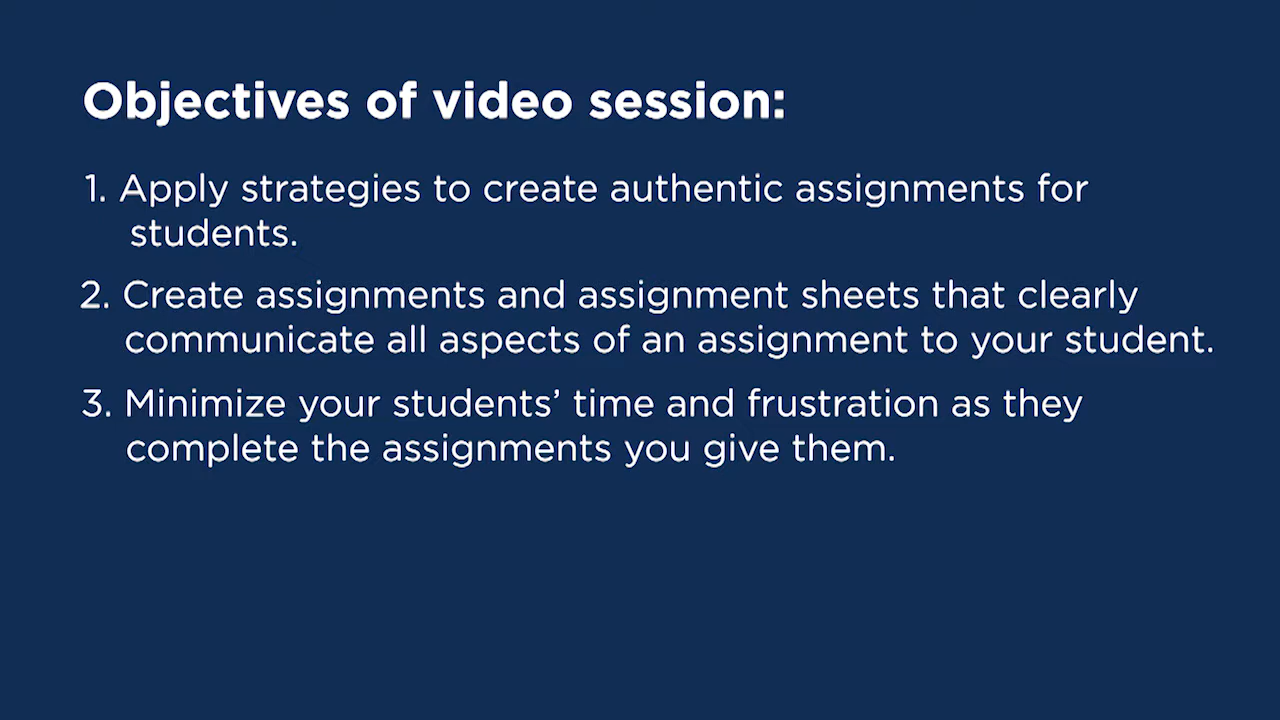 Objectives of video session:
1. Apply strategies to create authentic assignments for
students.
2. Create assignments and assignment sheets that clearly
communicate all aspects of an assignment to your student.
3. Minimize your students’ time and frustration as they
complete the assignments you give them.